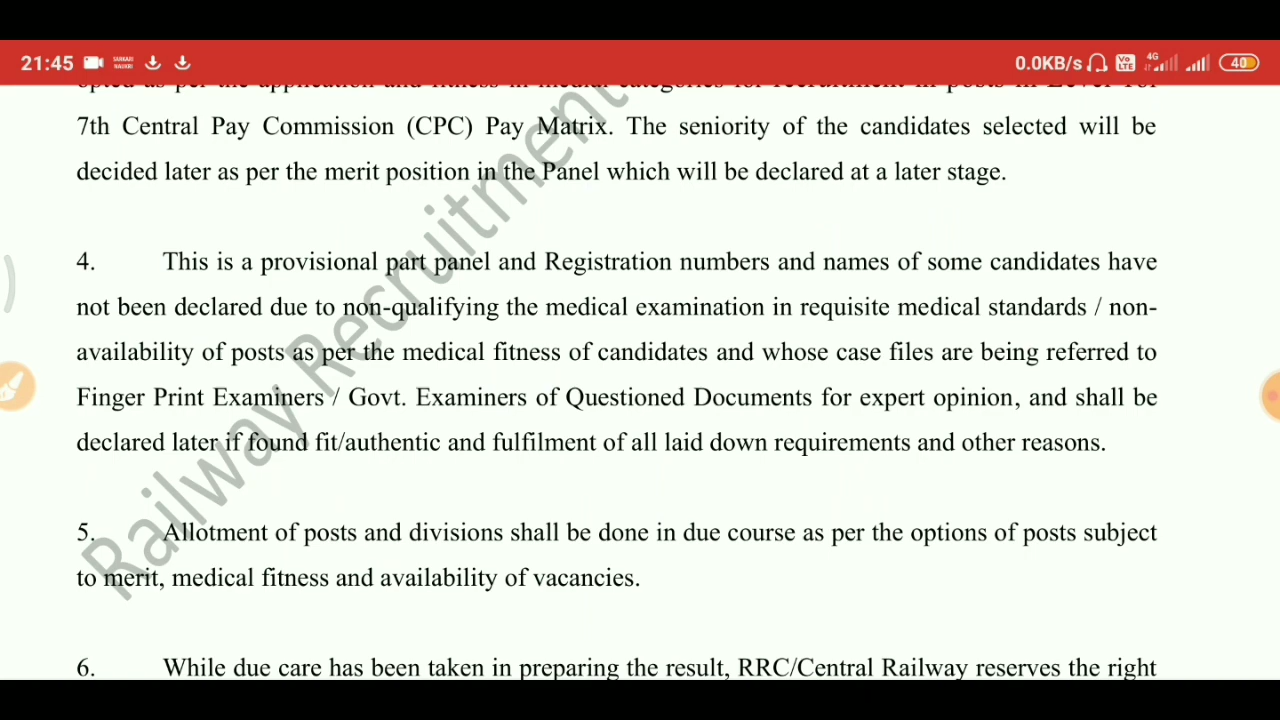 21:45 SARKARI NAUKRI 0.0KB/s Vo LTE 4G 40
7th Central Pay Commission (CPC) Pay Matrix. The seniority of the candidates selected will be
decided later as per the merit position in the Panel which will be declared at a later stage.
4. This is a provisional part panel and Registration numbers and names of some candidates have
not been declared due to non-qualifying the medical examination in requisite medical standards / non-
availability of posts as per the medical fitness of candidates and whose case files are being referred to
Finger Print Examiners / Govt. Examiners of Questioned Documents for expert opinion, and shall be
declared later if found fit/authentic and fulfilment of all laid down requirements and other reasons.
5. Allotment of posts and divisions shall be done in due course as per the options of posts subject
to merit, medical fitness and availability of vacancies.
6. While due care has been taken in preparing the result, RRC/Central Railway reserves the right
Railway Recruitment